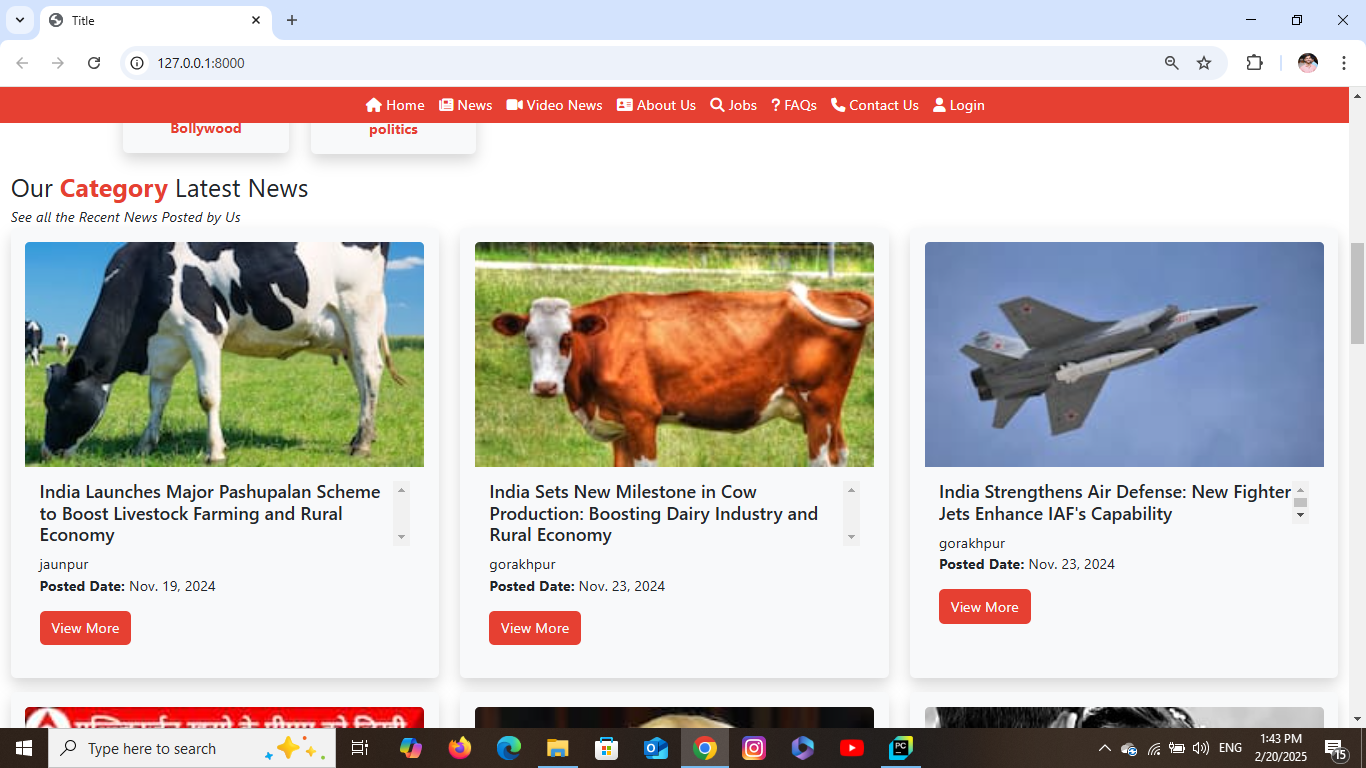 Title
127.0.0.1:8000
Home News Video News About Us Jobs ? FAQs Contact Us Login
Bollywood
politics
Our Category Latest News
See all the Recent News Posted by Us
India Launches Major Pashupalan Scheme
to Boost Livestock Farming and Rural
Economy
jaunpur
Posted Date: Nov. 19, 2024
View More
India Sets New Milestone in Cow
Production: Boosting Dairy Industry and
Rural Economy
gorakhpur
Posted Date: Nov. 23, 2024
View More
India Strengthens Air Defense: New Fighter
Jets Enhance IAF's Capability
gorakhpur
Posted Date: Nov. 23, 2024
View More
Type here to search
PC
ENG
1:43 PM
2/20/2025
15